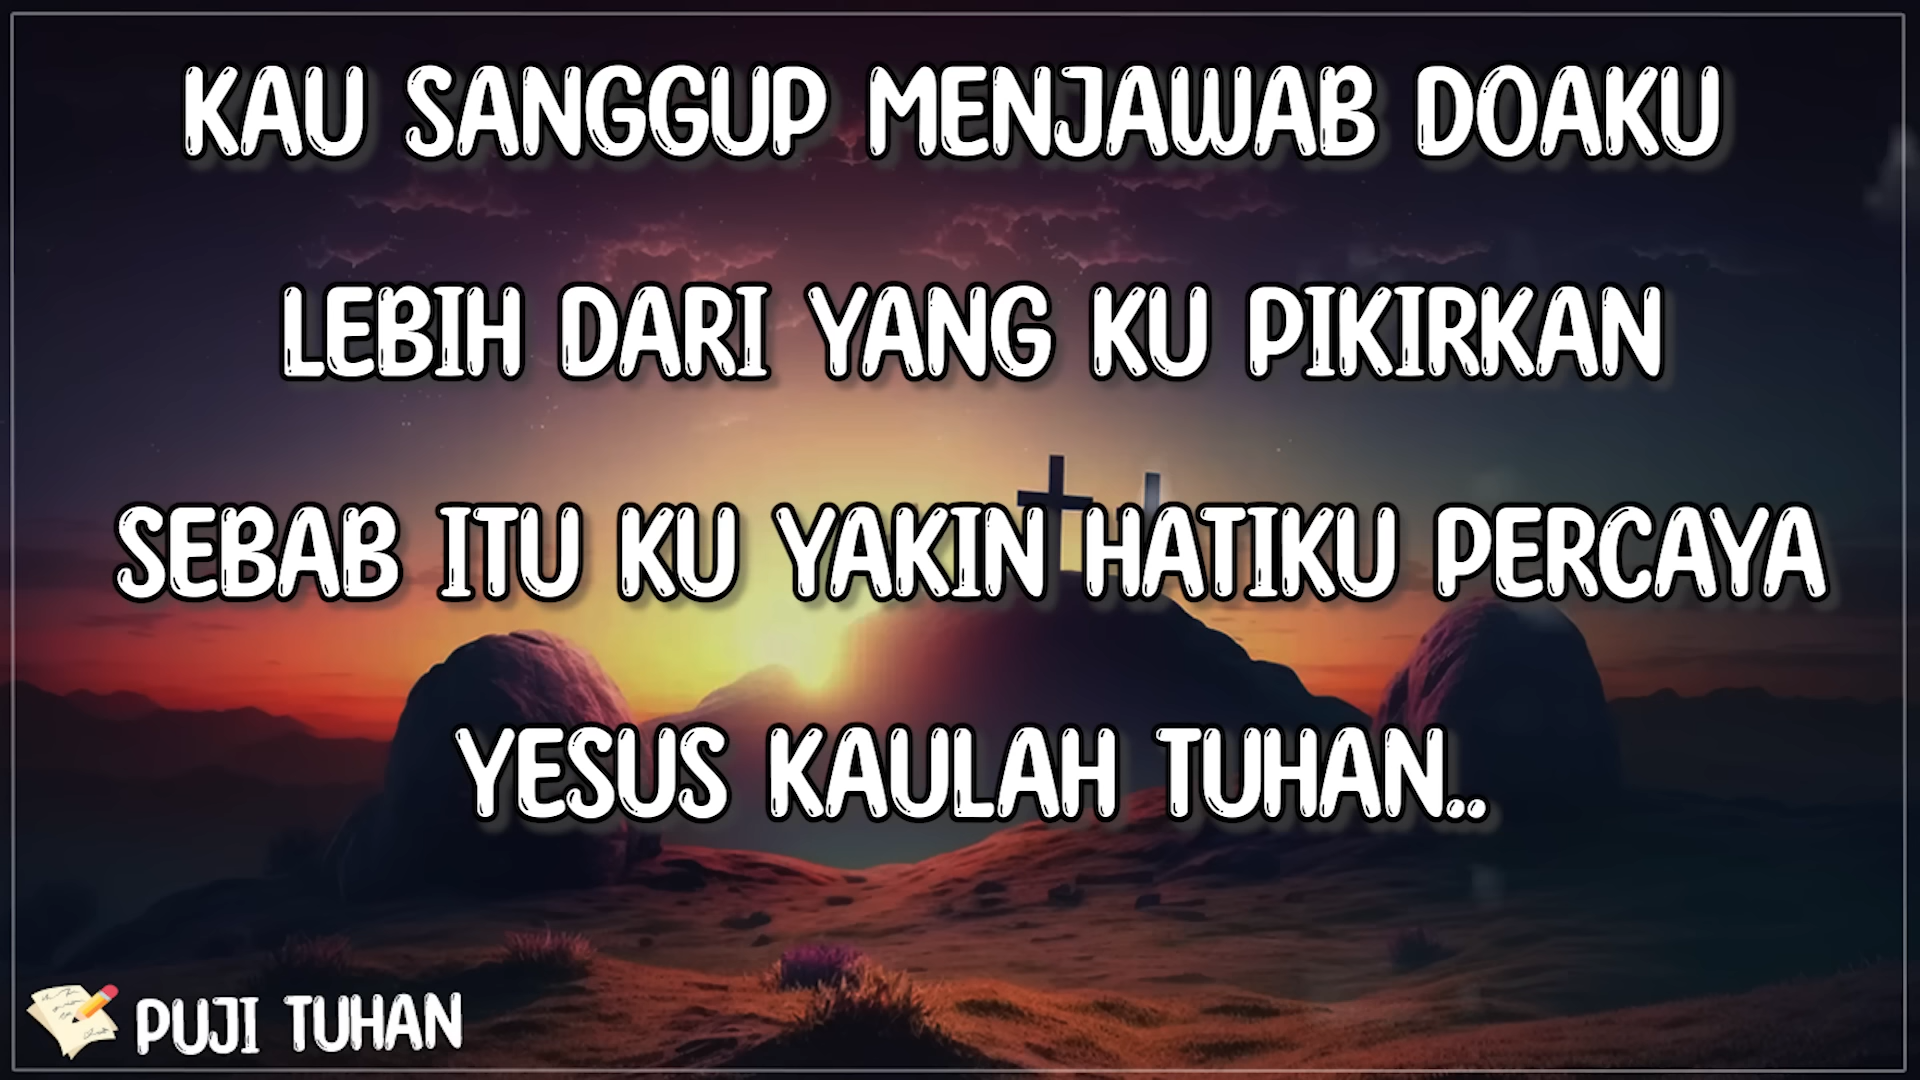 KAU SANGGUP MENJAWAB DOAKU
LEBIH DARI YANG KU PIKIRKAN
SEBAB ITU KU YAKIN HATIKU PERCAYA
YESUS KAULAH TUHAN..
PUJI TUHAN